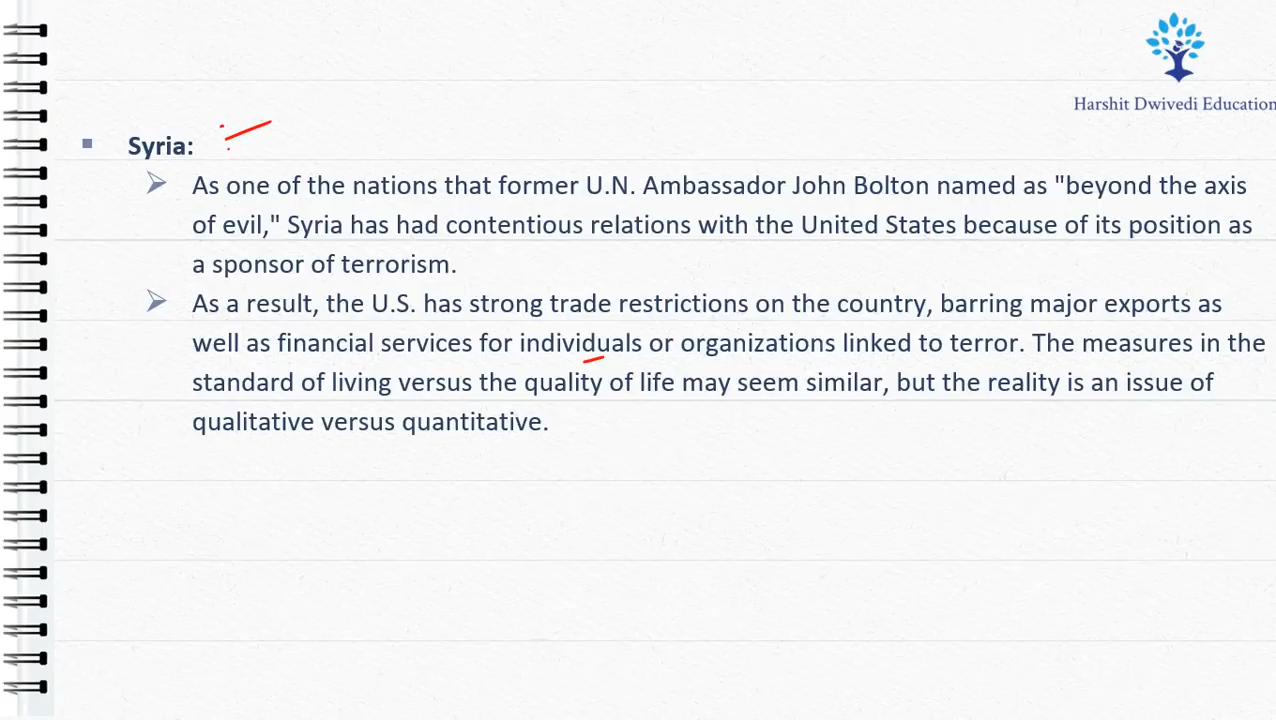 Harshit Dwivedi Education
Syria:
As one of the nations that former U.N. Ambassador John Bolton named as "beyond the axis
of evil," Syria has had contentious relations with the United States because of its position as
a sponsor of terrorism.
As a result, the U.S. has strong trade restrictions on the country, barring major exports as
well as financial services for individuals or organizations linked to terror. The measures in the
standard of living versus the quality of life may seem similar, but the reality is an issue of
qualitative versus quantitative.